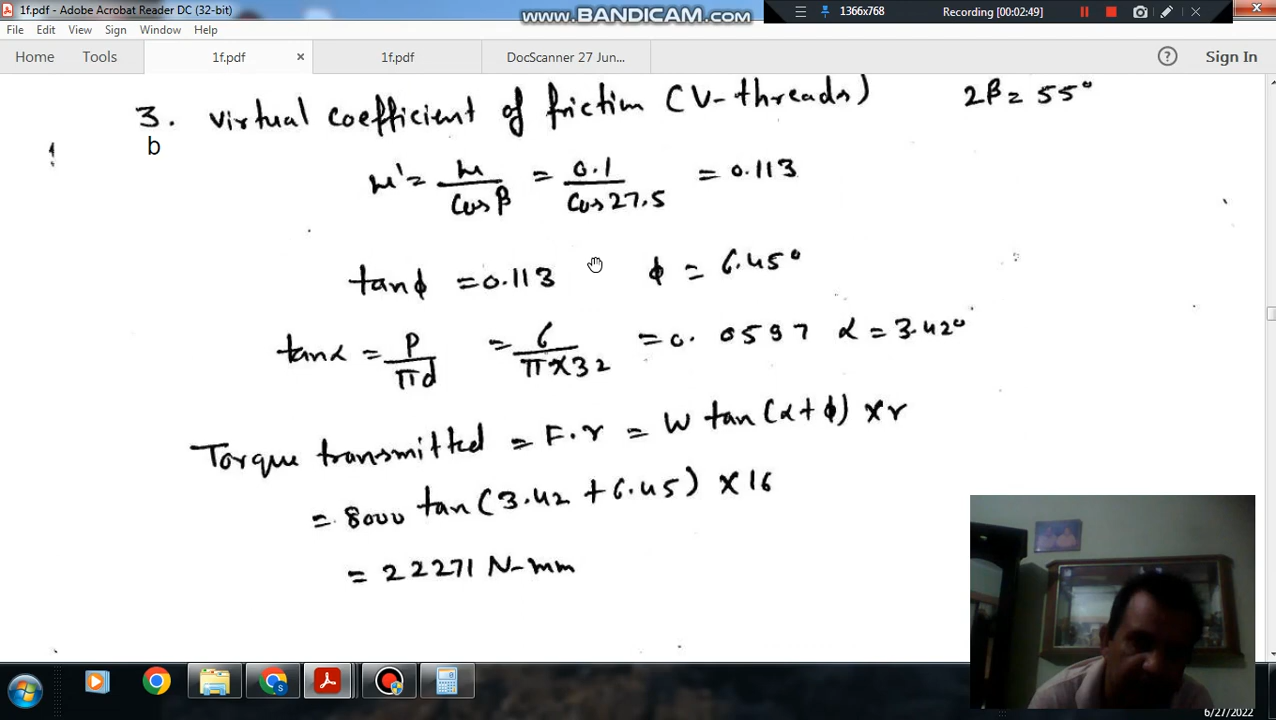 1f.pdf - Adobe Acrobat Reader DC (32-bit)
www.BANDICAM.com
1366x768
Recording [00:02:49]
File Edit View Sign Window Help
Home Tools 1f.pdf × 1f.pdf DocScanner 27 Jun... ? Sign In
3. virtual coefficient of friction (V-threads) 2β = 55°
b
μ' = μ/Cos β = 0.1/Cos 27.5 = 0.113
tanϕ = 0.113 ϕ = 6.45°
tanα = P/πd = 6/π×32 = 0.0597 α = 3.42°
Torque transmitted = F.r = W tan(α+ϕ) ×r
= 8000 tan(3.42 + 6.45) ×16
= 22271 N-mm
6/27/2022